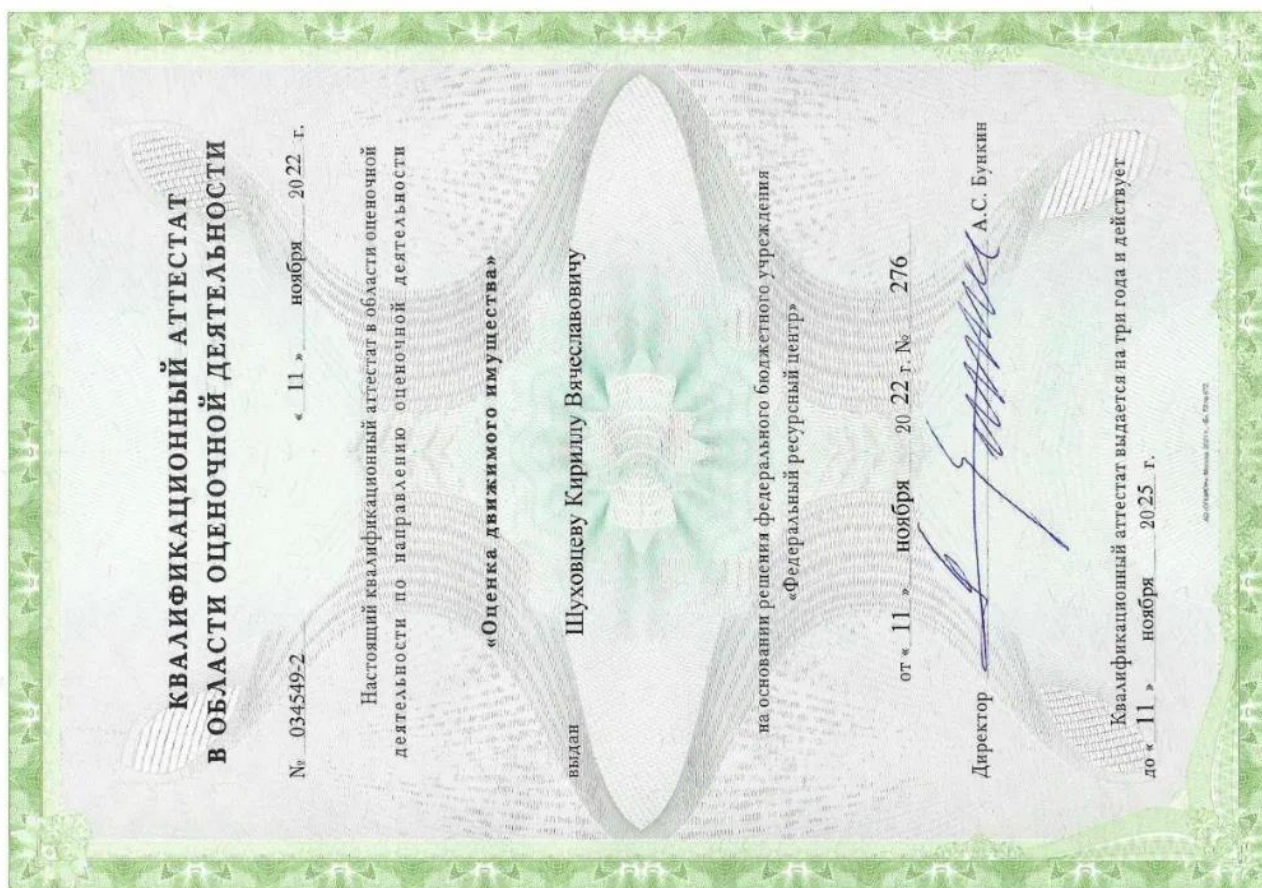 КВАЛИФИКАЦИОННЫЙ АТТЕСТАТ
В ОБЛАСТИ ОЦЕНОЧНОЙ ДЕЯТЕЛЬНОСТИ
№ 034549-2 « 11 » ноября 2022 г.
Настоящий квалификационный аттестат в области оценочной
деятельности по направлению оценочной деятельности
«Оценка движимого имущества»
выдан Шуховцеву Кириллу Вячеславовичу
на основании решения федерального бюджетного учреждения
«Федеральный ресурсный центр»
от « 11 » ноября 20 22 г. № 276
Директор А.С. Бункин
Квалификационный аттестат выдается на три года и действует
до « 11 » ноября 2025 г.